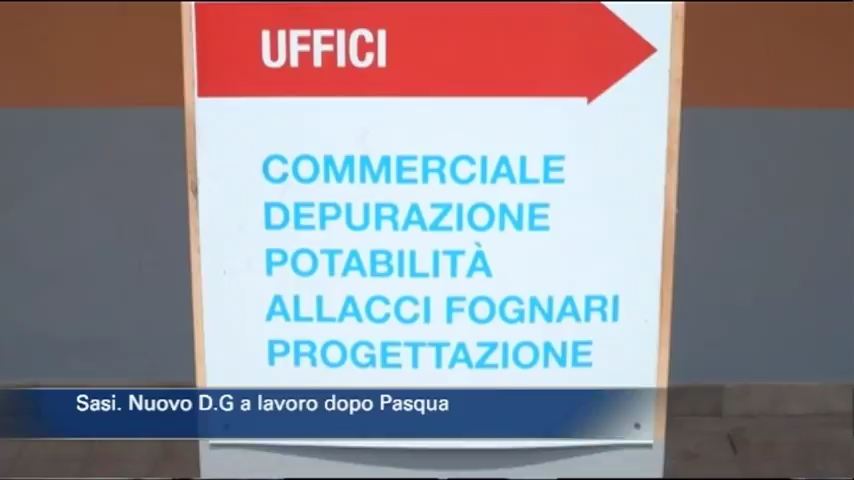 UFFICI
COMMERCIALE
DEPURAZIONE
POTABILITÀ
ALLACCI FOGNARI
PROGETTAZIONE
Sasi. Nuovo D.G a lavoro dopo Pasqua